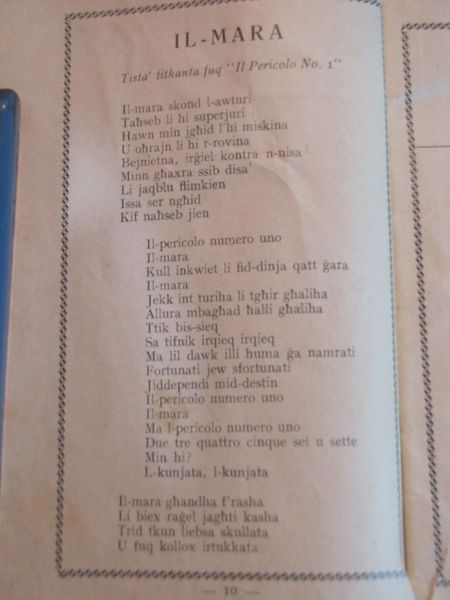 IL-MARA
Tista' titkanta fuq "Il Pericolo No. 1"
Il-mara skond l-awturi
Taħseb li hi superjuri
Hawn min jgħid l'hi miskina
U oħrajn li hi r-rovina
Bejnietna, irġiel kontra n-nisa
Minn għaxra ssib disa'
Li jaqblu flimkien
Issa ser ngħid
Kif naħseb jien
Il-pericolo numero uno
Il-mara
Kull inkwiet li fid-dinja qatt ġara
Il-mara
Jekk int turiha li tgħir għaliha
Allura mbagħad ħalli għaliha
Ttik bis-sieq
Sa tifnik irqieq irqieq
Ma lil dawk illi huma ġa namrati
Fortunati jew sfortunati
Jiddependi mid-destin
Il-pericolo numero uno
Il-mara
Ma l-pericolo numero uno
Due tre quattro cinque sei u sette
Min hi?
L-kunjata, l-kunjata
Il-mara għandha f'rasha
Li biex raġel jagħti kasha
Trid tkun liebsa skullata
U fuq kollox irtukkata
— 10 —